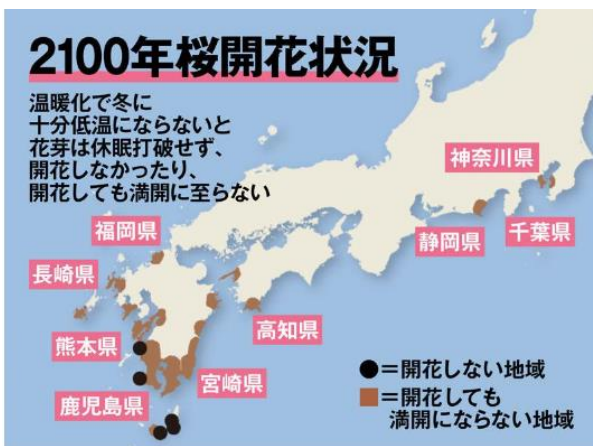 2100年桜開花状況
温暖化で冬に
十分低温にならないと
花芽は休眠打破せず、
開花しなかったり、
開花しても満開に至らない
神奈川県
福岡県
静岡県
千葉県
長崎県
高知県
熊本県
宮崎県
鹿児島県
●=開花しない地域
■=開花しても
満開にならない地域